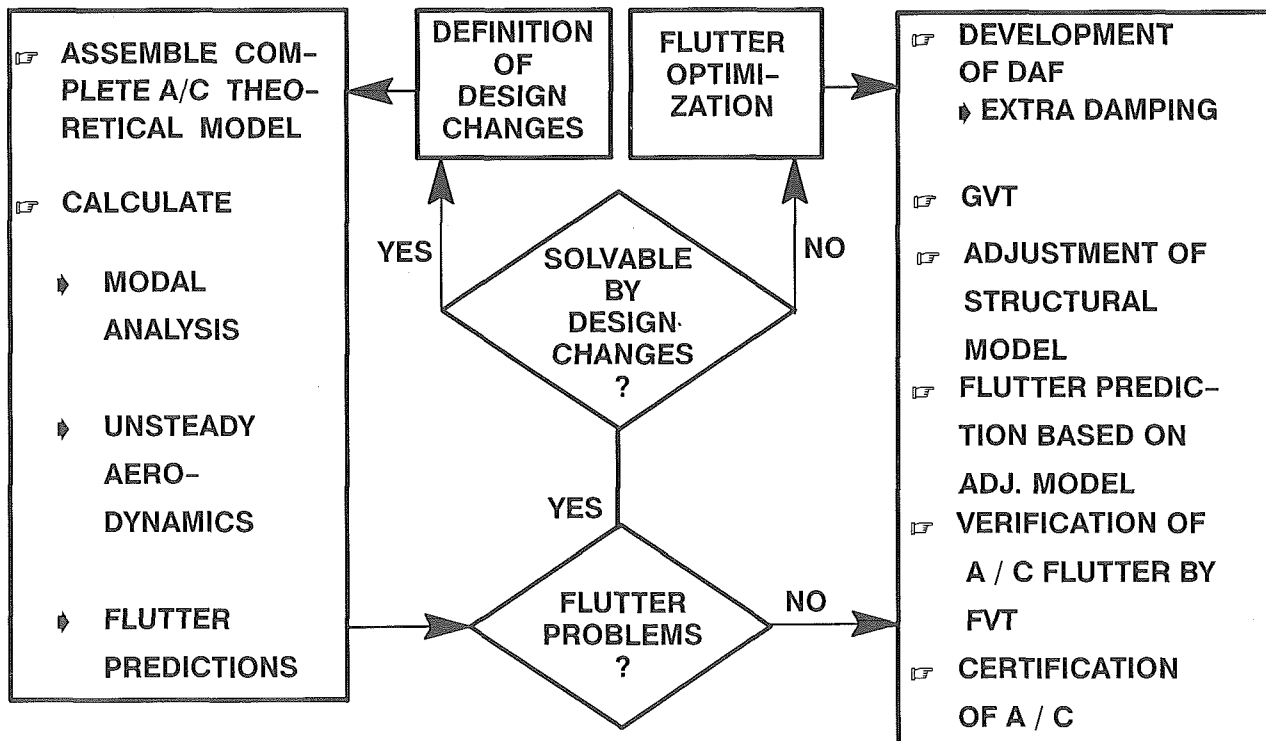 ASSEMBLE COM-
PLETE A/C THEO-
RETICAL MODEL
CALCULATE
MODAL
ANALYSIS
UNSTEADY
AERO-
DYNAMICS
FLUTTER
PREDICTIONS
DEFINITION
OF
DESIGN
CHANGES
FLUTTER
OPTIMI-
ZATION
YES
NO
SOLVABLE
BY
DESIGN
CHANGES
?
YES
FLUTTER
PROBLEMS
?
NO
DEVELOPMENT
OF DAF
EXTRA DAMPING
GVT
ADJUSTMENT OF
STRUCTURAL
MODEL
FLUTTER PREDIC-
TION BASED ON
ADJ. MODEL
VERIFICATION OF
A / C FLUTTER BY
FVT
CERTIFICATION
OF A / C